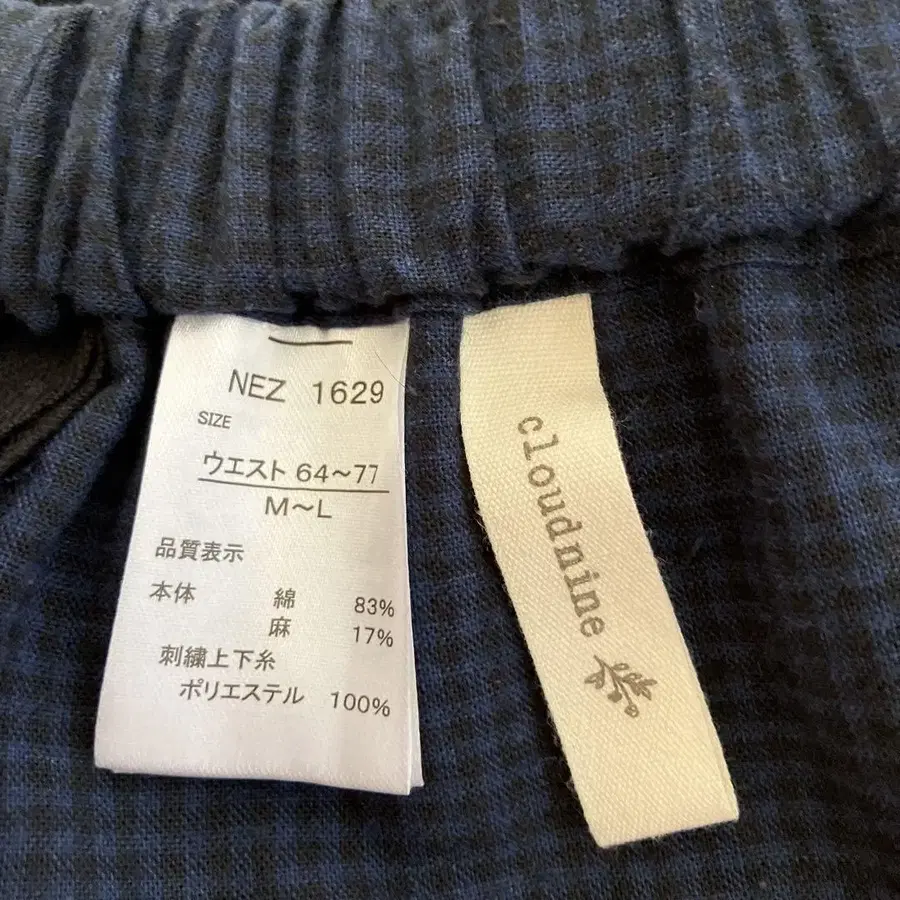 NEZ 1629
SIZE
ウエスト 64～77
M～L
品質表示
本体 綿 83%
麻 17%
刺繍上下糸
ポリエステル 100%
cloudnine